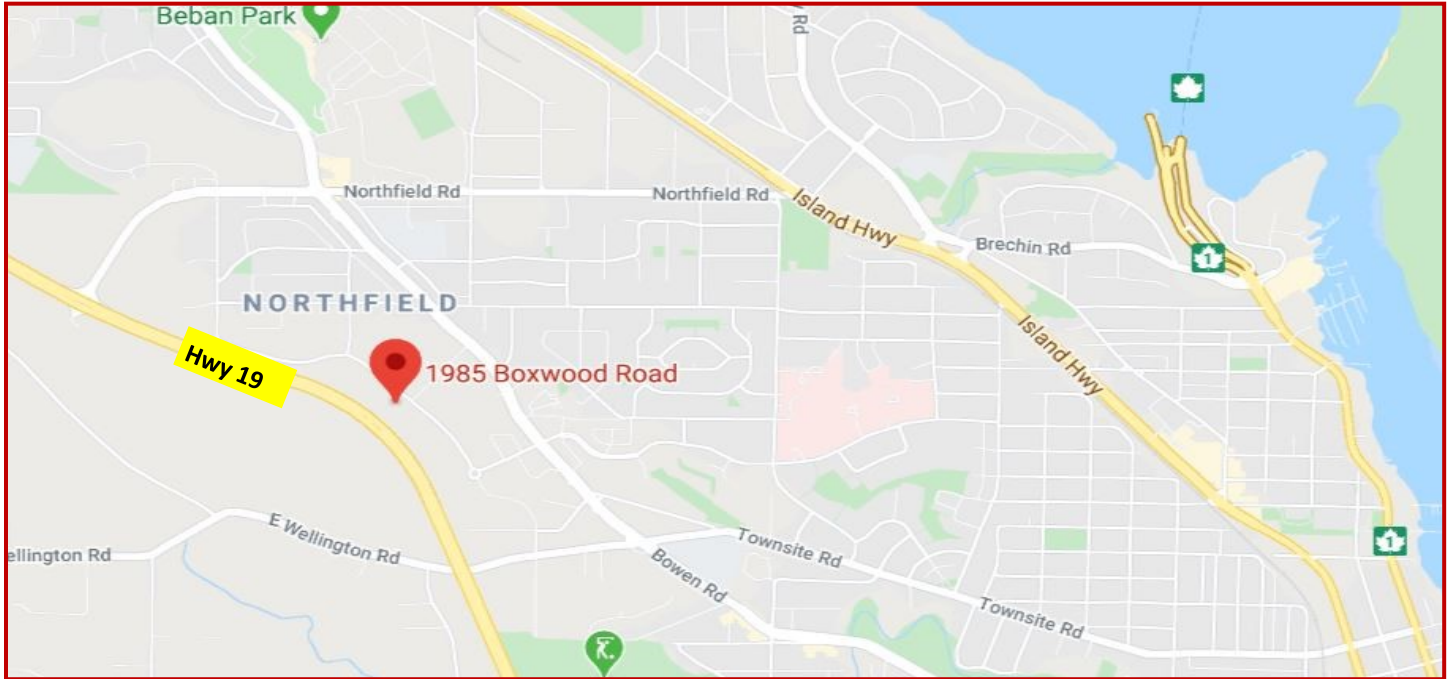 Beban Park
Rd
Northfield Rd
Northfield Rd
Island Hwy
Brechin Rd
1
NORTHFIELD
Island Hwy
Hwy 19
1985 Boxwood Road
E Wellington Rd
ellington Rd
Townsite Rd
1
Bowen Rd
Townsite Rd